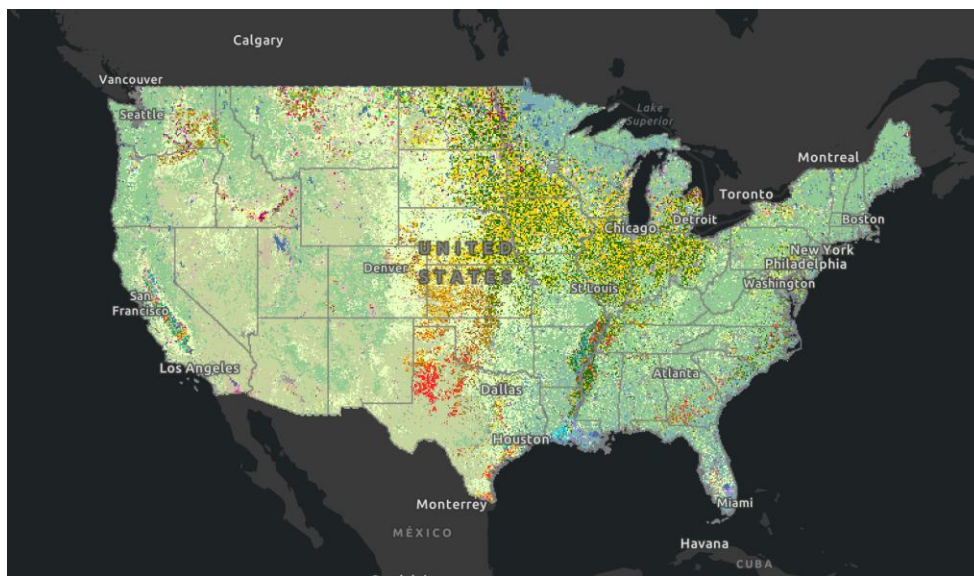 Calgary
Vancouver
Seattle
Lake
Superior
Montreal
Toronto
Detroit
Boston
Chicago
New York
Philadelphia
UNITED
STATES
Denver
St Louis
Washington
San
Francisco
Los Angeles
Atlanta
Dallas
Houston
Monterrey
Miami
MÉXICO
Havana
CUBA